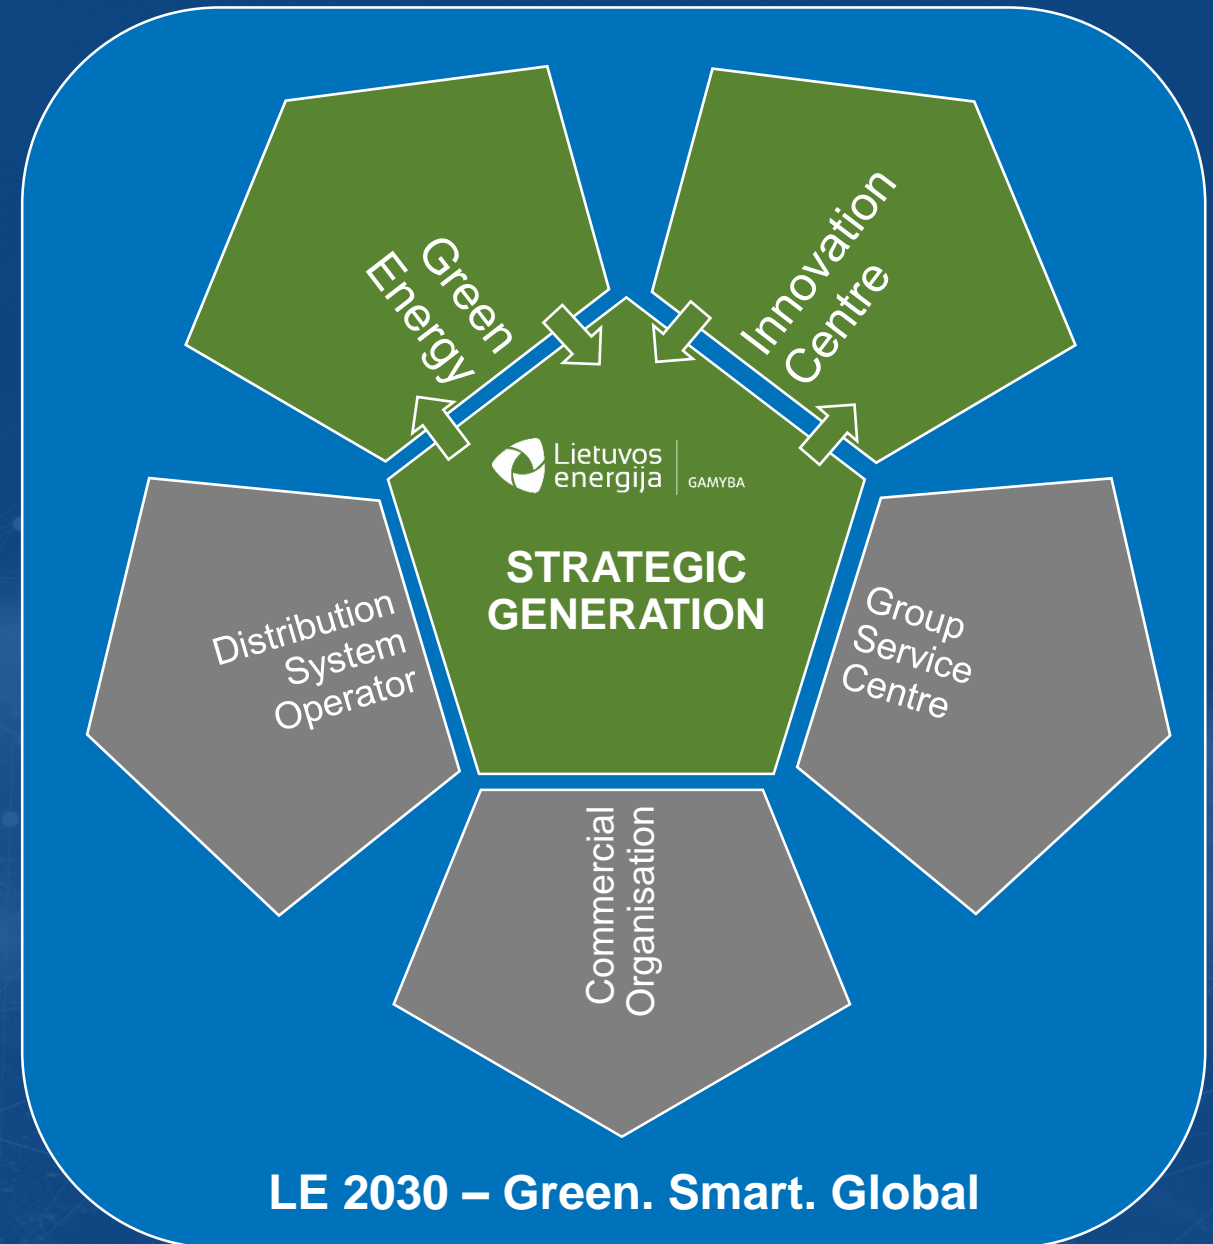 Green
Energy
Innovation
Centre
Lietuvos
energija
GAMYBA
STRATEGIC
GENERATION
Distribution
System
Operator
Group
Service
Centre
Commercial
Organisation
LE 2030 – Green. Smart. Global